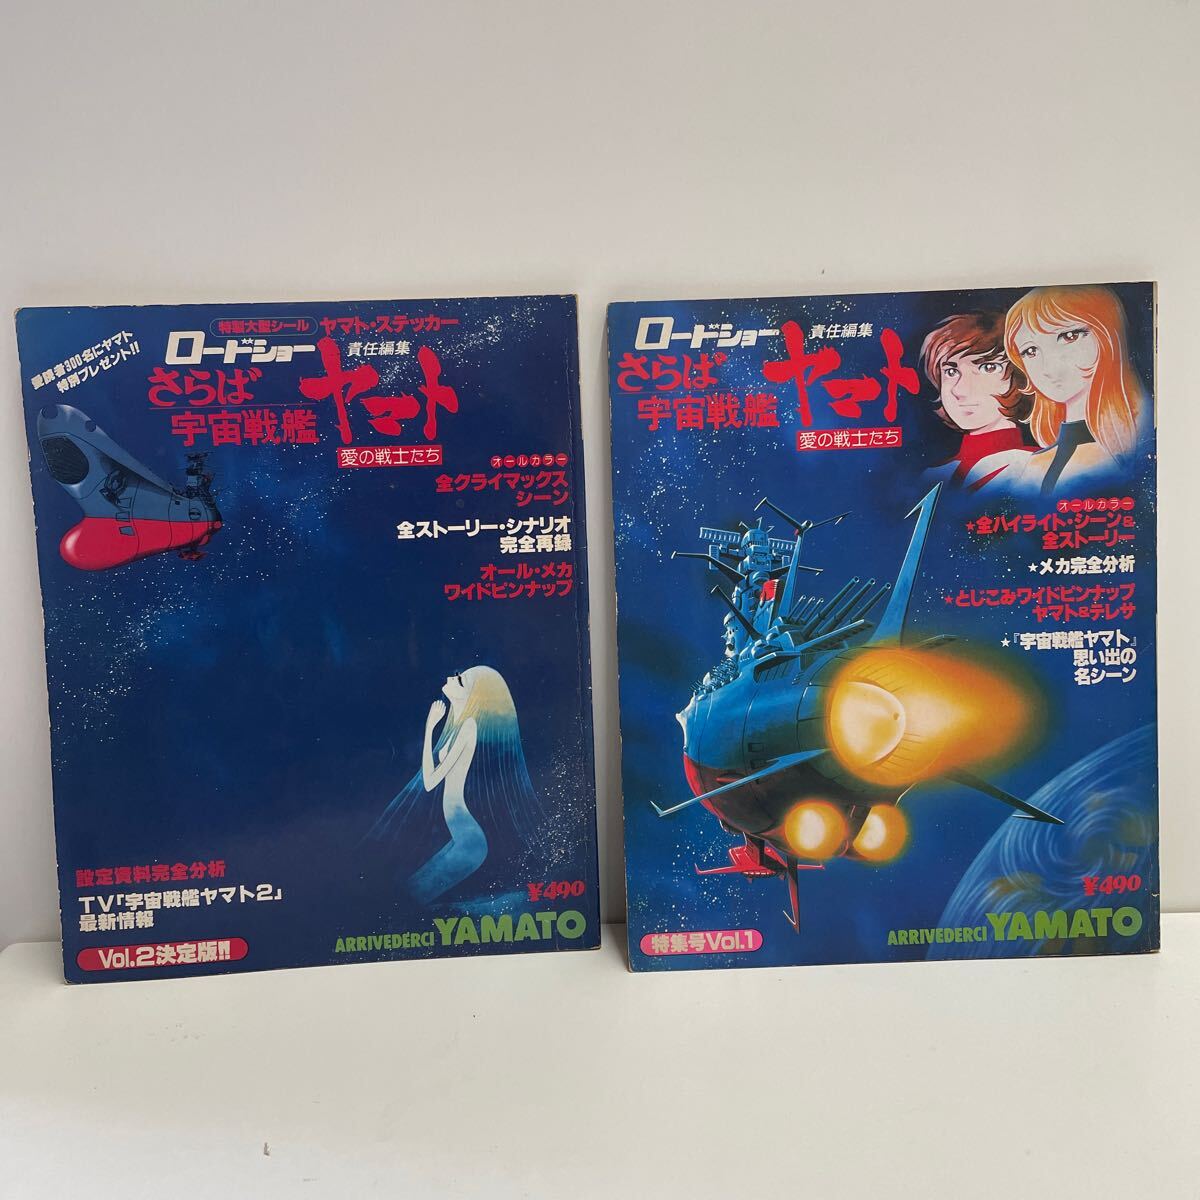 愛読者300名にヤマト
特別プレゼント!!
特製大型シール ヤマト・ステッカー
ロードショー 責任編集
さらば
宇宙戦艦
ヤマト
愛の戦士たち
オールカラー
全クライマックス
シーン
全ストーリー・シナリオ
完全再録
オール・メカ
ワイドピンナップ
設定資料完全分析
TV「宇宙戦艦ヤマト2」
最新情報
¥490
Vol.2決定版!!
ARRIVEDERCI YAMATO
ロードショー 責任編集
さらば
宇宙戦艦
ヤマト
愛の戦士たち
オールカラー
★全ハイライト・シーン&
全ストーリー
★メカ完全分析
★とじこみワイドピンナップ
ヤマト&テレサ
★『宇宙戦艦ヤマト』
思い出の
名シーン
¥490
特集号Vol.1
ARRIVEDERCI YAMATO